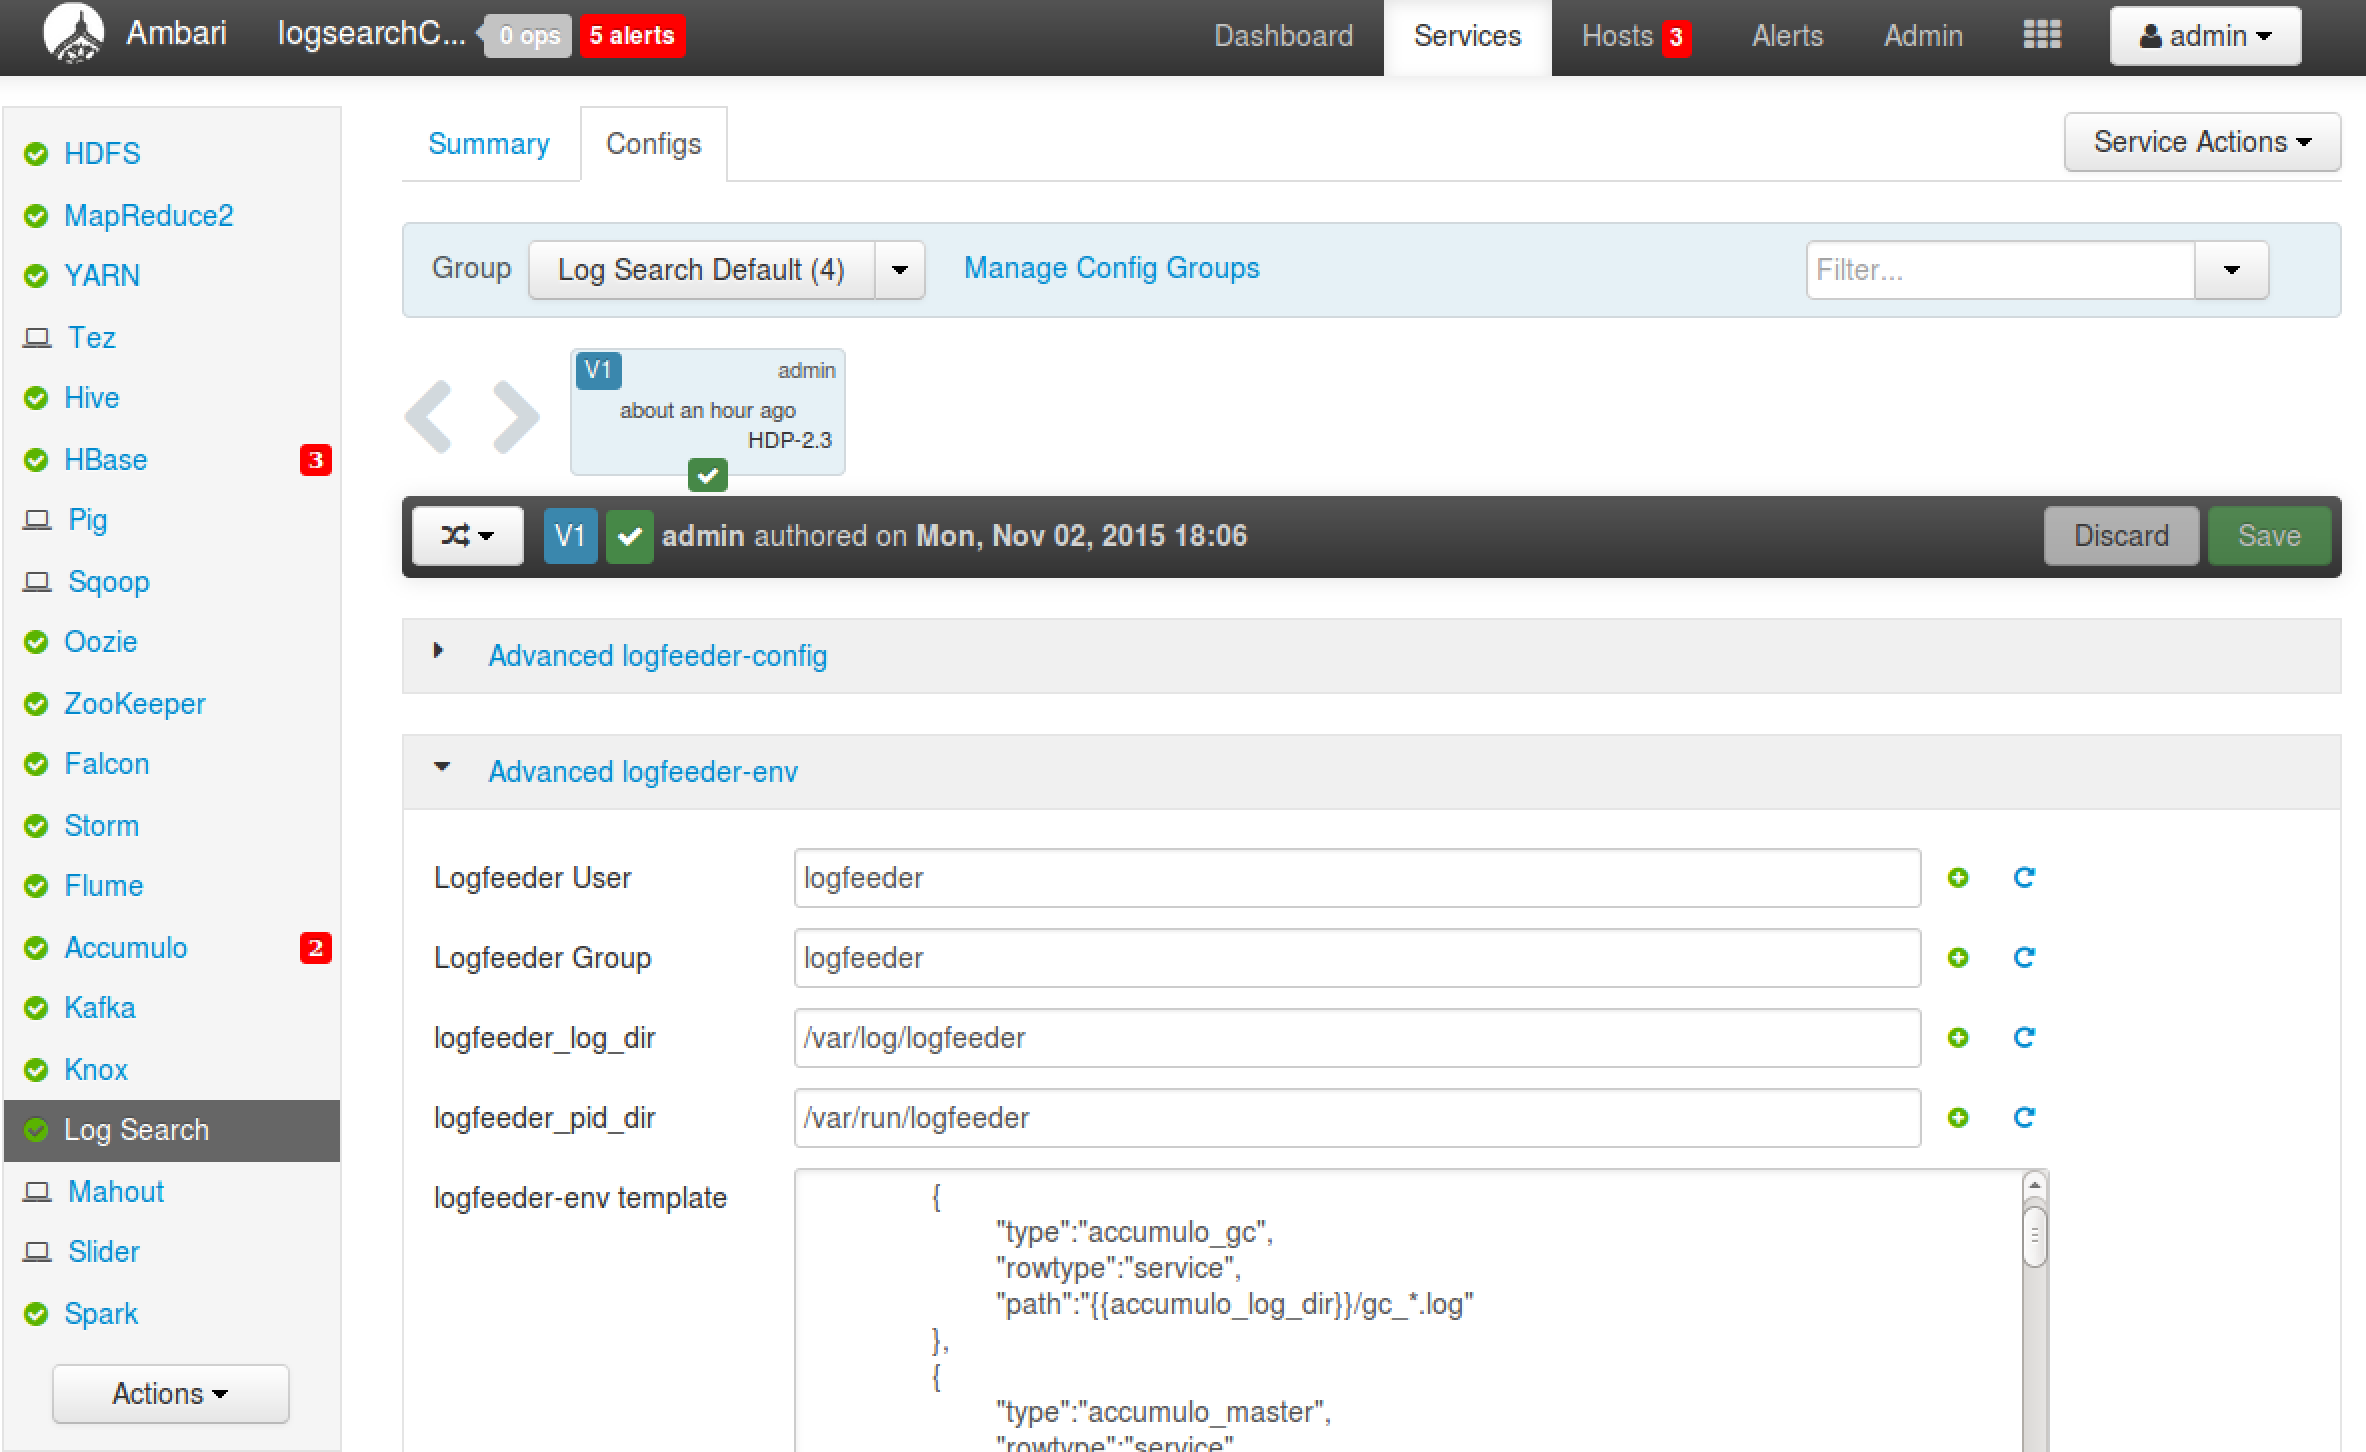 Ambari logsearchC... 0 ops 5 alerts Dashboard Services Hosts 3 Alerts Admin admin
HDFS
MapReduce2
YARN
Tez
Hive
HBase 3
Pig
Sqoop
Oozie
ZooKeeper
Falcon
Storm
Flume
Accumulo 2
Kafka
Knox
Log Search
Mahout
Slider
Spark
Actions
Summary Configs Service Actions
Group Log Search Default (4) Manage Config Groups Filter...
V1 admin
about an hour ago
HDP-2.3
V1 admin authored on Mon, Nov 02, 2015 18:06 Discard Save
Advanced logfeeder-config
Advanced logfeeder-env
Logfeeder User logfeeder
Logfeeder Group logfeeder
logfeeder_log_dir /var/log/logfeeder
logfeeder_pid_dir /var/run/logfeeder
logfeeder-env template {
"type":"accumulo_gc",
"rowtype":"service",
"path":"{{accumulo_log_dir}}/gc_*.log"
},
{
"type":"accumulo_master",
"rowtype":"service"